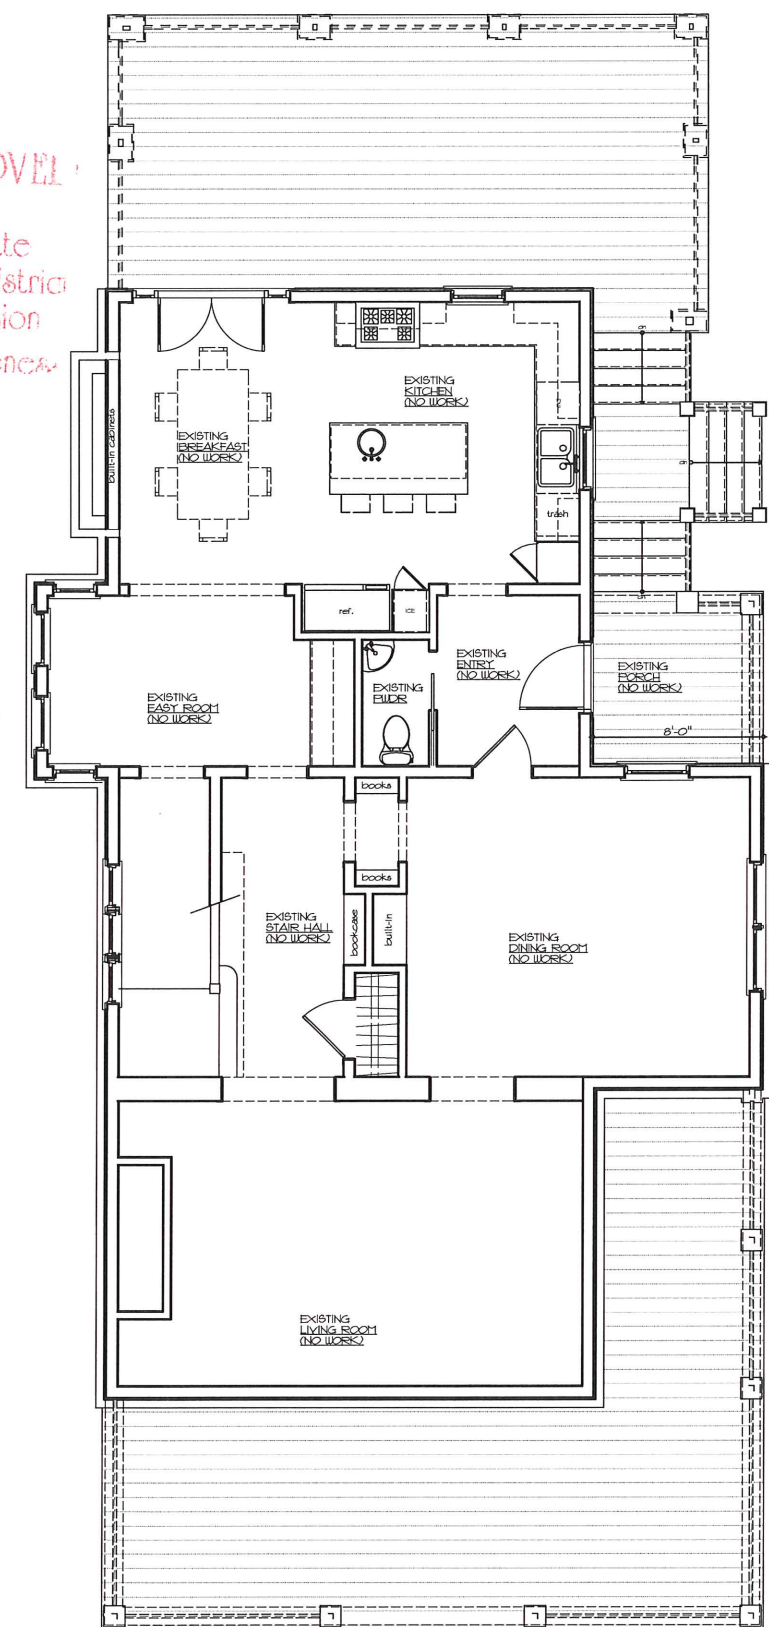 EXISTING
KITCHEN
(NO WORK)
EXISTING
BREAKFAST
(NO WORK)
built-in cabinets
trash
ref.
ICE
EXISTING
ENTRY
(NO WORK)
EXISTING
PWDR
EXISTING
PORCH
(NO WORK)
8'-0"
EXISTING
EASY ROOM
(NO WORK)
books
books
EXISTING
STAIR HALL
(NO WORK)
bookcase
built-in
EXISTING
DINING ROOM
(NO WORK)
EXISTING
LIVING ROOM
(NO WORK)